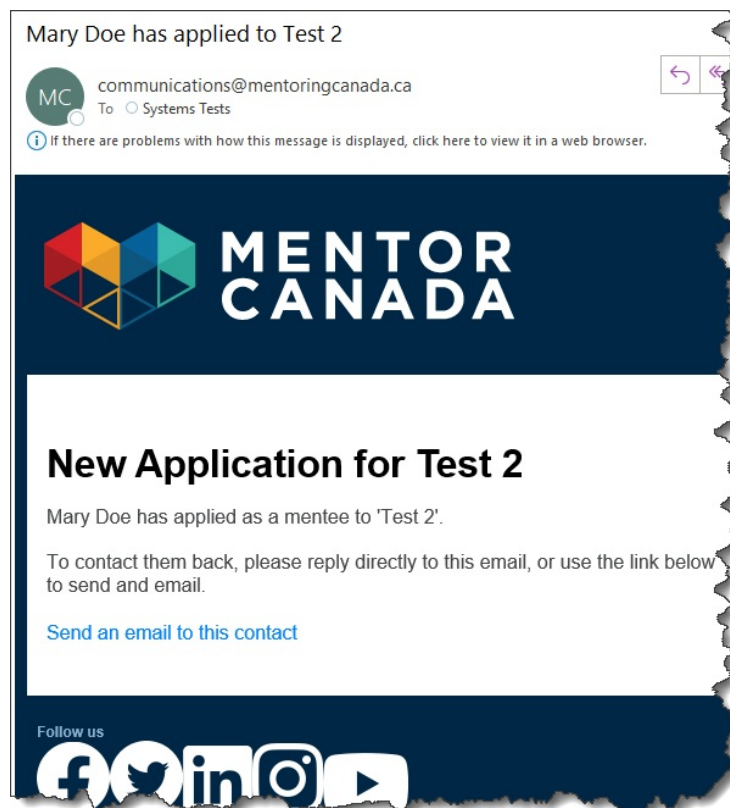 Mary Doe has applied to Test 2
MC
communications@mentoringcanada.ca
To Systems Tests
If there are problems with how this message is displayed, click here to view it in a web browser.
MENTOR
CANADA
New Application for Test 2
Mary Doe has applied as a mentee to 'Test 2'.
To contact them back, please reply directly to this email, or use the link below
to send and email.
Send an email to this contact
Follow us